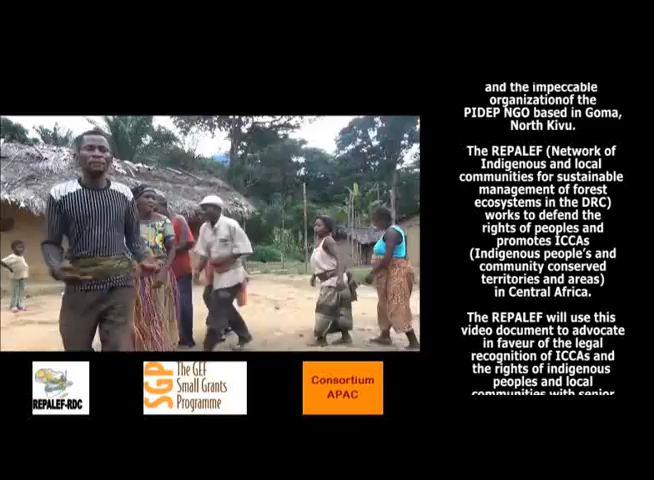 and the impeccable
organizationof the
PIDEP NGO based in Goma,
North Kivu.
The REPALEF (Network of
Indigenous and local
communities for sustainable
management of forest
ecosystems in the DRC)
works to defend the
rights of peoples and
promotes ICCAs
(Indigenous people's and
community conserved
territories and areas)
in Central Africa.
The REPALEF will use this
video document to advocate
in faveur of the legal
recognition of ICCAs and
the rights of indigenous
peoples and local
communities with senior
REPALEF-RDC
SGP
The GEF
Small Grants
Programme
Consortium
APAC